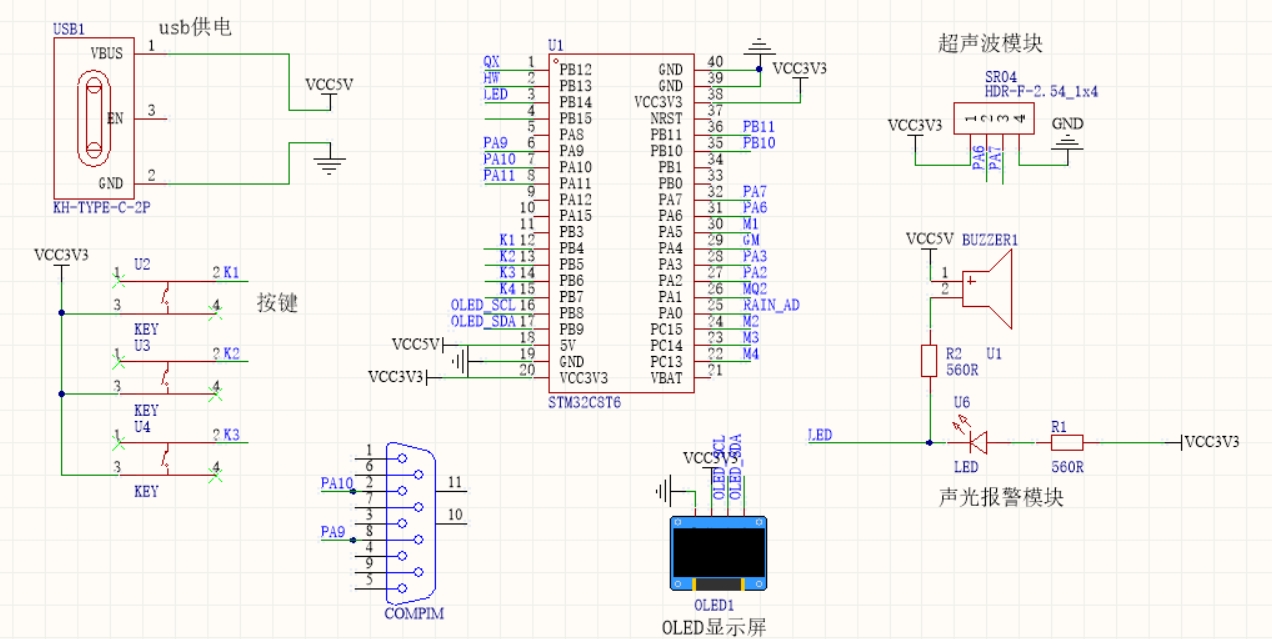 usb供电
USB1
VBUS 1
EN 3
GND 2
KH-TYPE-C-2P
VCC5V
VCC3V3
U2
1 2 K1
3 4
KEY
U3
1 2 K2
3 4
KEY
U4
1 2 K3
3 4
KEY
按键
U1
QX 1 PB12 GND 40
HW 2 PB13 GND 39
LED 3 PB14 VCC3V3 38
VCC3V3
4 PB15 NRST 37
5 PA8 PB11 36 PB11
PA9 6 PA9 PB10 35 PB10
PA10 7 PA10 PB1 34
PA11 8 PA11 PB0 33
9 PA12 PA7 32 PA7
10 PA15 PA6 31 PA6
11 PB3 PA5 30 M1
K1 12 PB4 PA4 29 GM
K2 13 PB5 PA3 28 PA3
K3 14 PB6 PA2 27 PA2
K4 15 PB7 PA1 26 MQ2
OLED_SCL 16 PB8 PA0 25 RAIN_AD
OLED_SDA 17 PB9 PC15 24 M2
VCC5V 18 5V PC14 23 M3
19 GND PC13 22 M4
VCC3V3 20 VCC3V3 VBAT 21
STM32C8T6
1
6
PA10 2 11
7
3 10
PA9 8
4
9
5
COMPIM
VCC3V3
OLED_SCL
OLED_SDA
OLED1
OLED显示屏
超声波模块
SR04
HDR-F-2.54_1x4
1 2 3 4
VCC3V3
GND
PA6
PA7
VCC5V BUZZER1
1
2
R2 U1
560R
U6
LED
R1
VCC3V3
LED
560R
声光报警模块